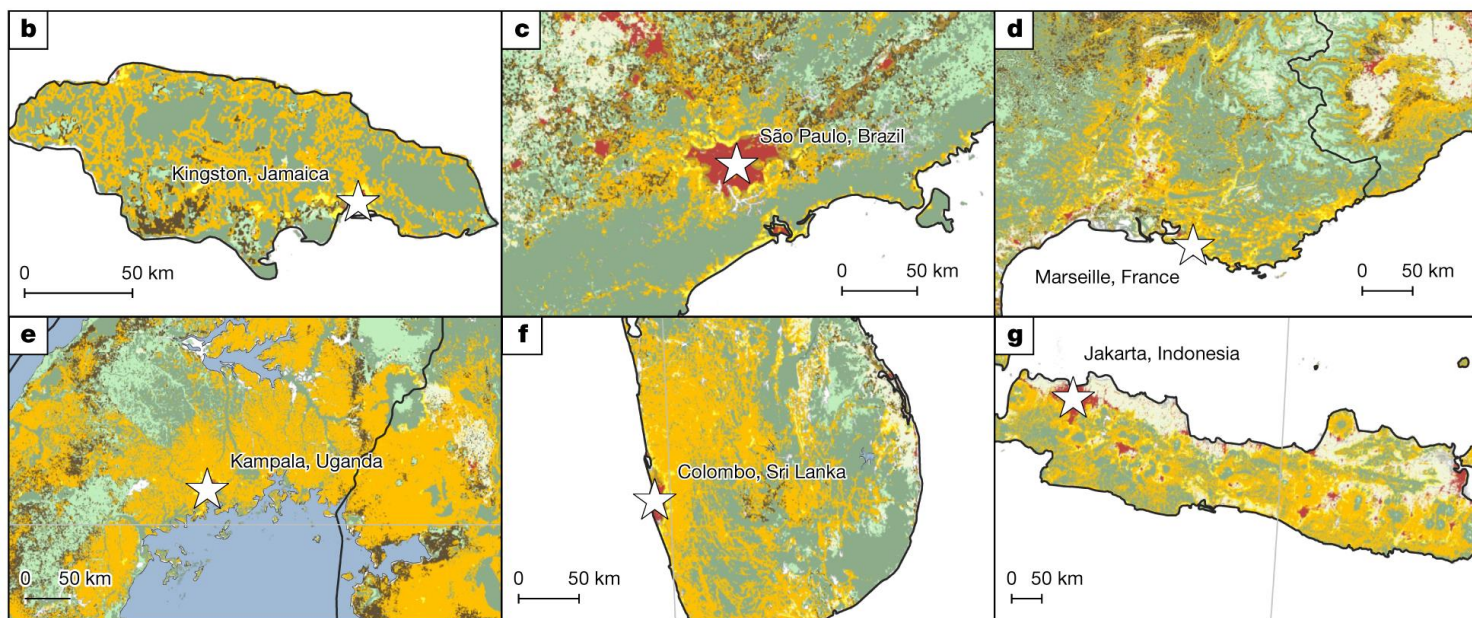 b
Kingston, Jamaica
0 50 km
c
São Paulo, Brazil
0 50 km
d
Marseille, France
0 50 km
e
Kampala, Uganda
0 50 km
f
Colombo, Sri Lanka
0 50 km
g
Jakarta, Indonesia
0 50 km